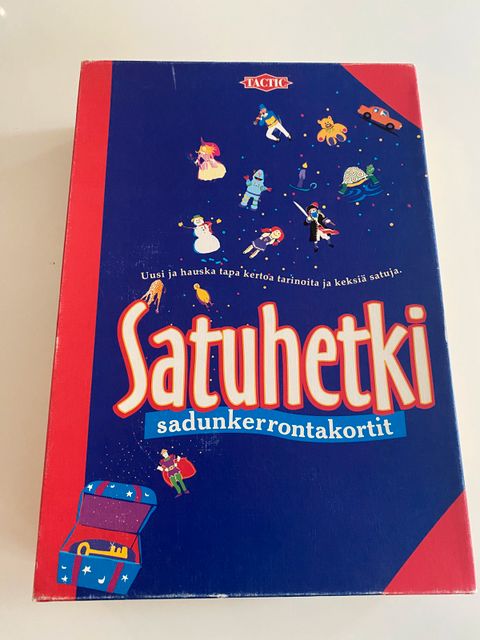 TACTIC
Uusi ja hauska tapa kertoa tarinoita ja keksiä satuja.
Satuhetki
sadunkerrontakortit